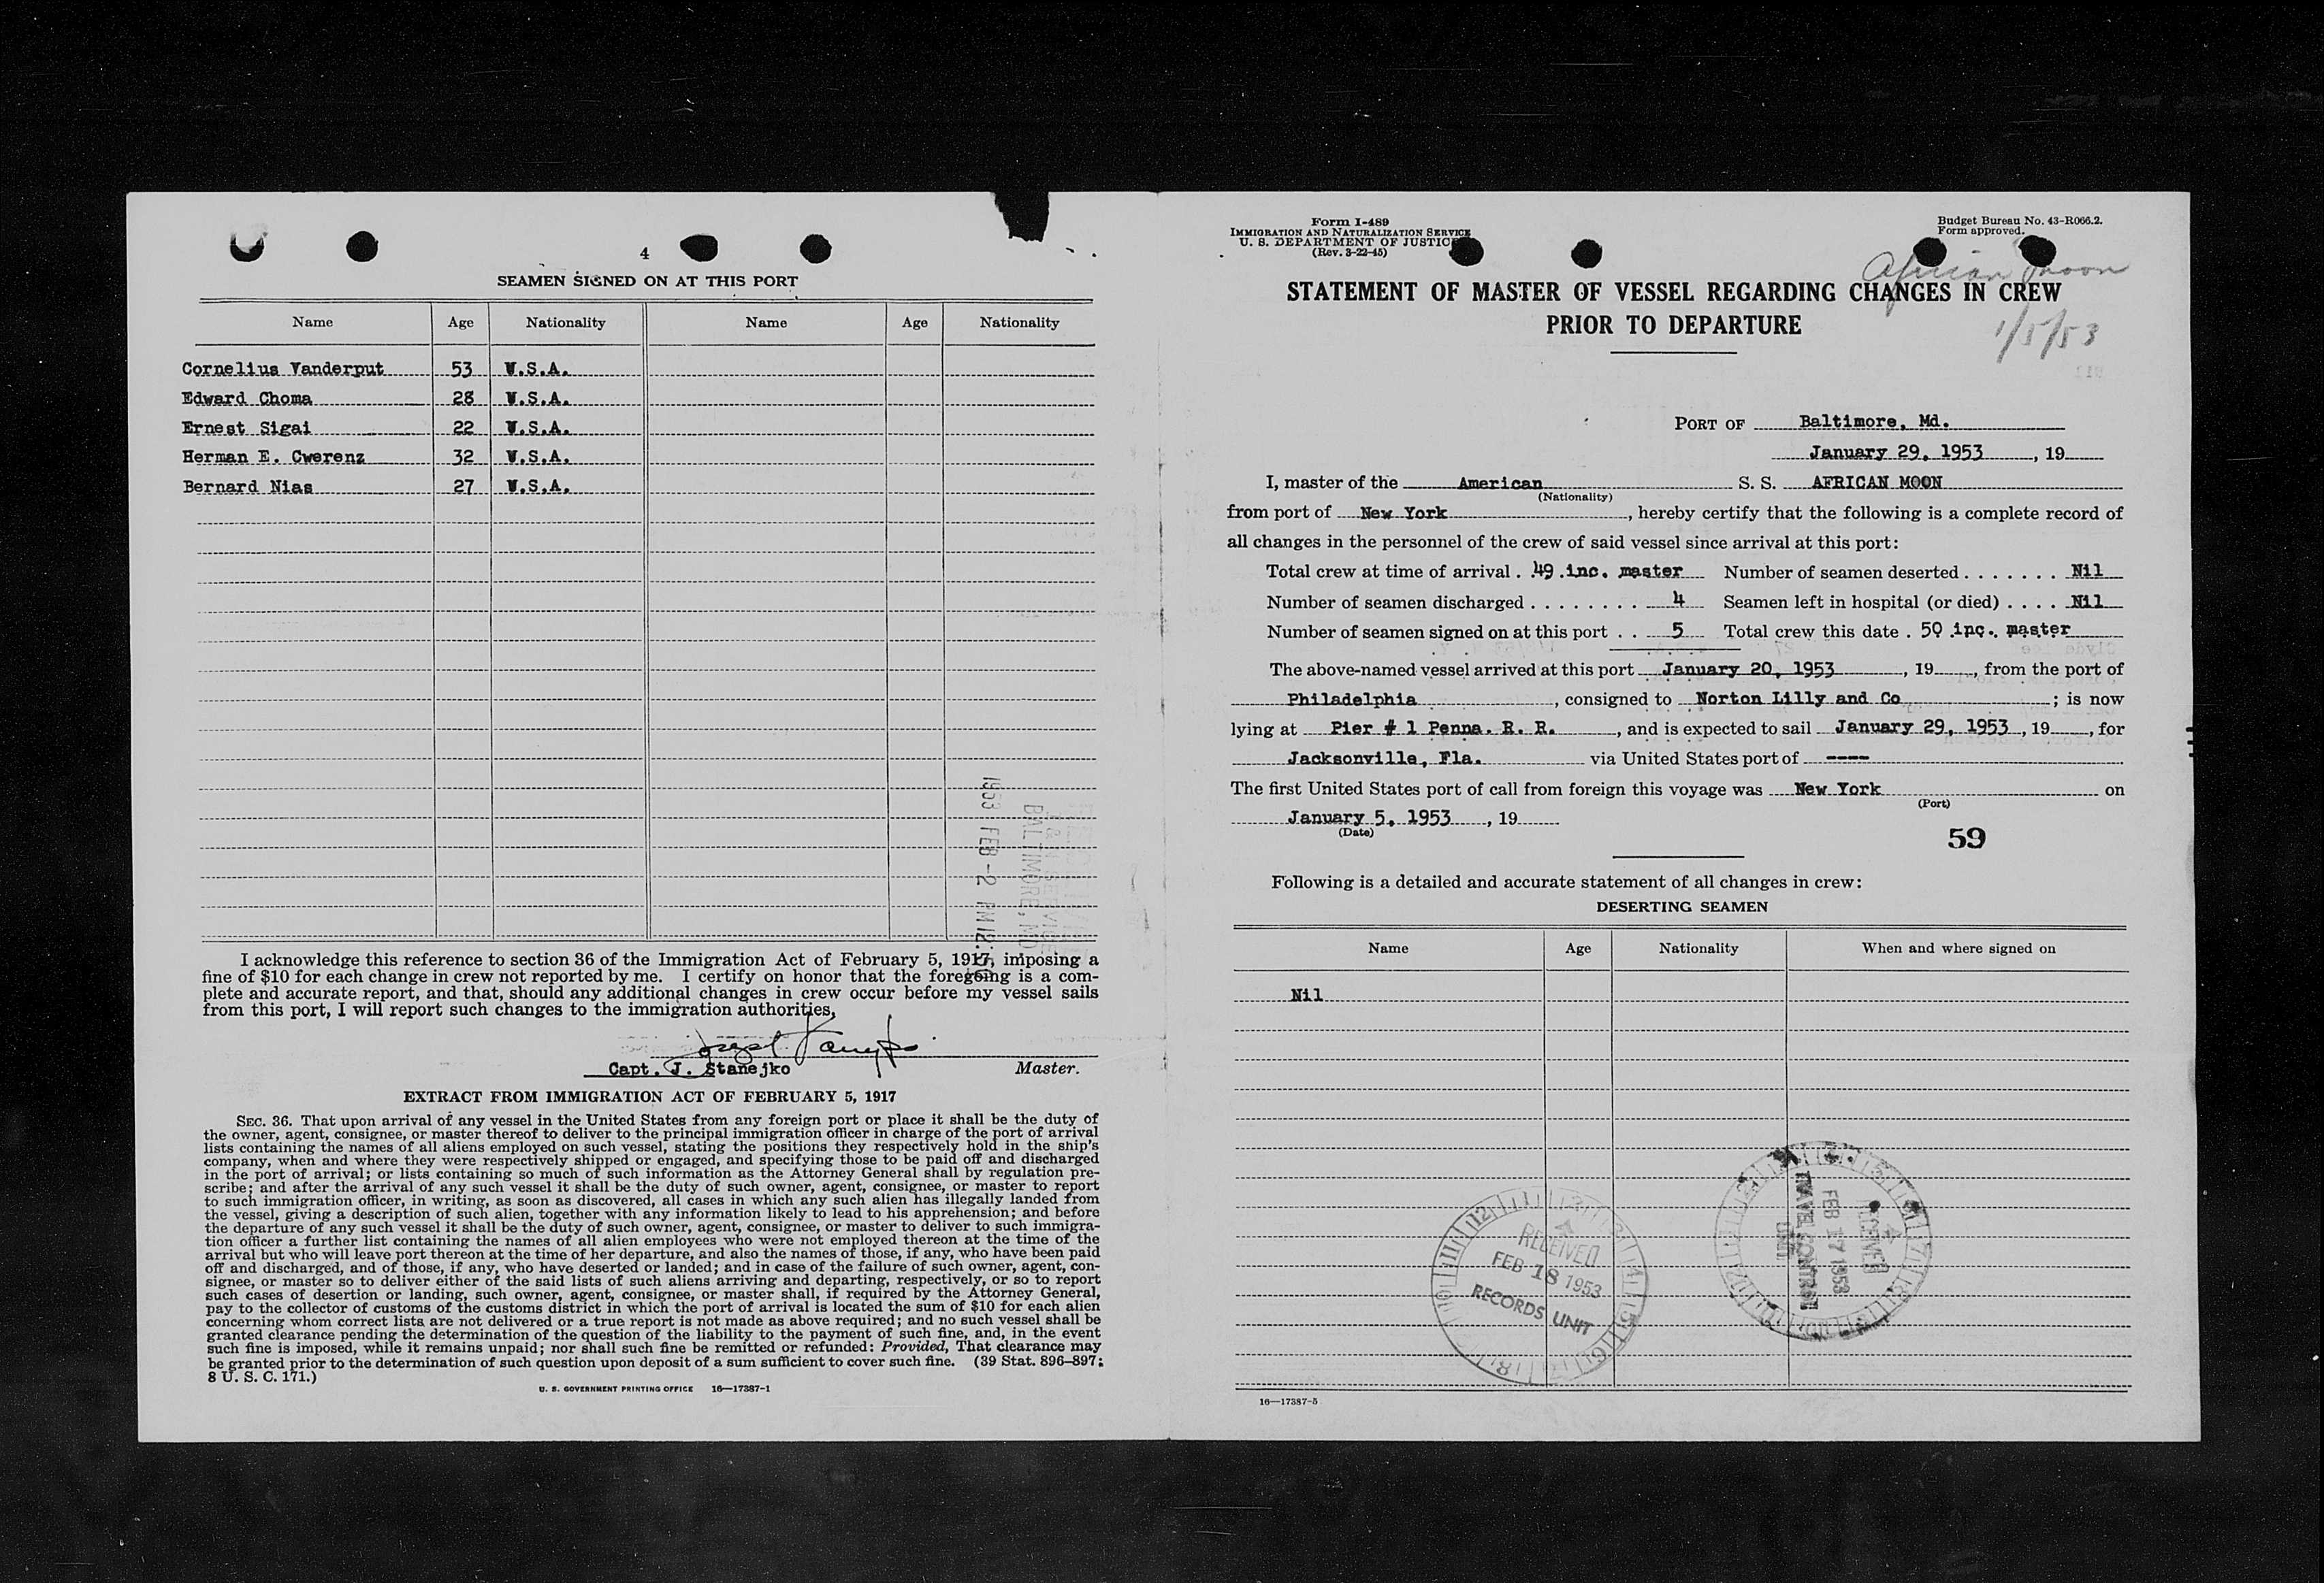 4
SEAMEN SIGNED ON AT THIS PORT
Name Age Nationality Name Age Nationality
Cornelius Vanderput 53 U.S.A.
Edward Choma 28 U.S.A.
Ernest Sigai 22 U.S.A.
Herman E. Cwerenz 32 U.S.A.
Bernard Nias 27 U.S.A.
BALTIMORE, MD
1953 FEB -2 PM 12:
I acknowledge this reference to section 36 of the Immigration Act of February 5, 1917, imposing a
fine of $10 for each change in crew not reported by me. I certify on honor that the foregoing is a com-
plete and accurate report, and that, should any additional changes in crew occur before my vessel sails
from this port, I will report such changes to the immigration authorities.
Capt. J. Stanejko Master.
EXTRACT FROM IMMIGRATION ACT OF FEBRUARY 5, 1917
SEC. 36. That upon arrival of any vessel in the United States from any foreign port or place it shall be the duty of
the owner, agent, consignee, or master thereof to deliver to the principal immigration officer in charge of the port of arrival
lists containing the names of all aliens employed on such vessel, stating the positions they respectively hold in the ship's
company, when and where they were respectively shipped or engaged, and specifying those to be paid off and discharged
in the port of arrival; or lists containing so much of such information as the Attorney General shall by regulation pre-
scribe; and after the arrival of any such vessel it shall be the duty of such owner, agent, consignee, or master to report
to such immigration officer, in writing, as soon as discovered, all cases in which any such alien has illegally landed from
the vessel, giving a description of such alien, together with any information likely to lead to his apprehension; and before
the departure of any such vessel it shall be the duty of such owner, agent, consignee, or master to deliver to such immigra-
tion officer a further list containing the names of all alien employees who were not employed thereon at the time of the
arrival but who will leave port thereon at the time of her departure, and also the names of those, if any, who have been paid
off and discharged, and of those, if any, who have deserted or landed; and in case of the failure of such owner, agent, con-
signee, or master so to deliver either of the said lists of such aliens arriving and departing, respectively, or so to report
such cases of desertion or landing, such owner, agent, consignee, or master shall, if required by the Attorney General,
pay to the collector of customs of the customs district in which the port of arrival is located the sum of $10 for each alien
concerning whom correct lists are not delivered or a true report is not made as above required; and no such vessel shall be
granted clearance pending the determination of the question of the liability to the payment of such fine, and, in the event
such fine is imposed, while it remains unpaid; nor shall such fine be remitted or refunded: Provided, That clearance may
be granted prior to the determination of such question upon deposit of a sum sufficient to cover such fine. (39 Stat. 896-897;
8 U. S. C. 171.)
U. S. GOVERNMENT PRINTING OFFICE 16—17387-1
Form I-489
IMMIGRATION AND NATURALIZATION SERVICE
U. S. DEPARTMENT OF JUSTICE
(Rev. 3-22-45)
Budget Bureau No. 43-R066.2.
Form approved.
African Moon
STATEMENT OF MASTER OF VESSEL REGARDING CHANGES IN CREW
PRIOR TO DEPARTURE
1/5/53
PORT OF Baltimore, Md.
January 29, 1953, 19
I, master of the American S. S. AFRICAN MOON
(Nationality)
from port of New York, hereby certify that the following is a complete record of
all changes in the personnel of the crew of said vessel since arrival at this port:
Total crew at time of arrival . 49 inc. master Number of seamen deserted . . . . . . . Nil
Number of seamen discharged . . . . . . . . 4 Seamen left in hospital (or died) . . . . Nil
Number of seamen signed on at this port . . 5 Total crew this date . 50 inc. master
The above-named vessel arrived at this port January 20, 1953, 19, from the port of
Philadelphia, consigned to Norton Lilly and Co; is now
lying at Pier # 1 Penna. R. R., and is expected to sail January 29, 1953, 19, for
Jacksonville, Fla. via United States port of ----
The first United States port of call from foreign this voyage was New York on
(Port)
January 5, 1953, 19
(Date)
59
Following is a detailed and accurate statement of all changes in crew:
DESERTING SEAMEN
Name Age Nationality When and where signed on
Nil
RECEIVED
FEB 18 1953
RECORDS UNIT
RECEIVED
FEB 17 1953
TRAVEL CONTROL
UNIT
16—17387-5